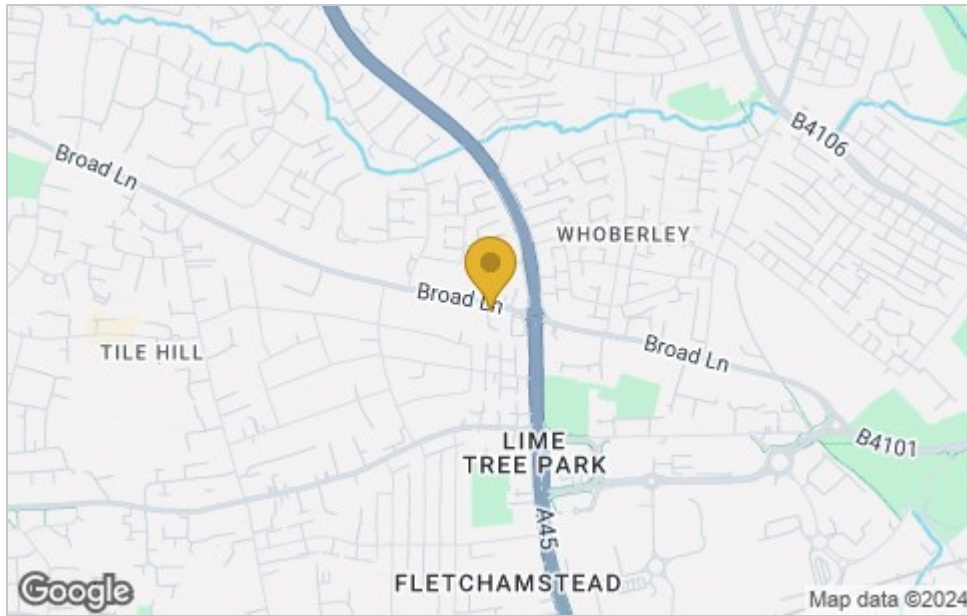 Broad Ln
B4106
WHOBERLEY
Broad Ln
Broad Ln
TILE HILL
LIME
TREE PARK
B4101
A45
FLETCHAMSTEAD
Google
Map data ©2024